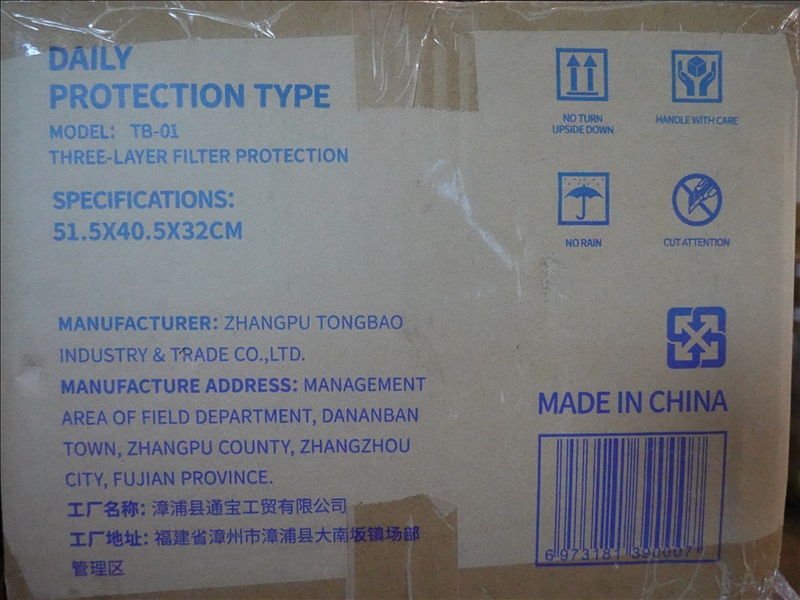 DAILY
PROTECTION TYPE
MODEL: TB-01
THREE-LAYER FILTER PROTECTION
SPECIFICATIONS:
51.5X40.5X32CM
NO TURN
UPSIDE DOWN
HANDLE WITH CARE
NO RAIN
CUT ATTENTION
MANUFACTURER: ZHANGPU TONGBAO
INDUSTRY & TRADE CO.,LTD.
MANUFACTURE ADDRESS: MANAGEMENT
AREA OF FIELD DEPARTMENT, DANANBAN
TOWN, ZHANGPU COUNTY, ZHANGZHOU
CITY, FUJIAN PROVINCE.
工厂名称: 漳浦县通宝工贸有限公司
工厂地址: 福建省漳州市漳浦县大南坂镇场部
管理区
MADE IN CHINA
6 973181 390007